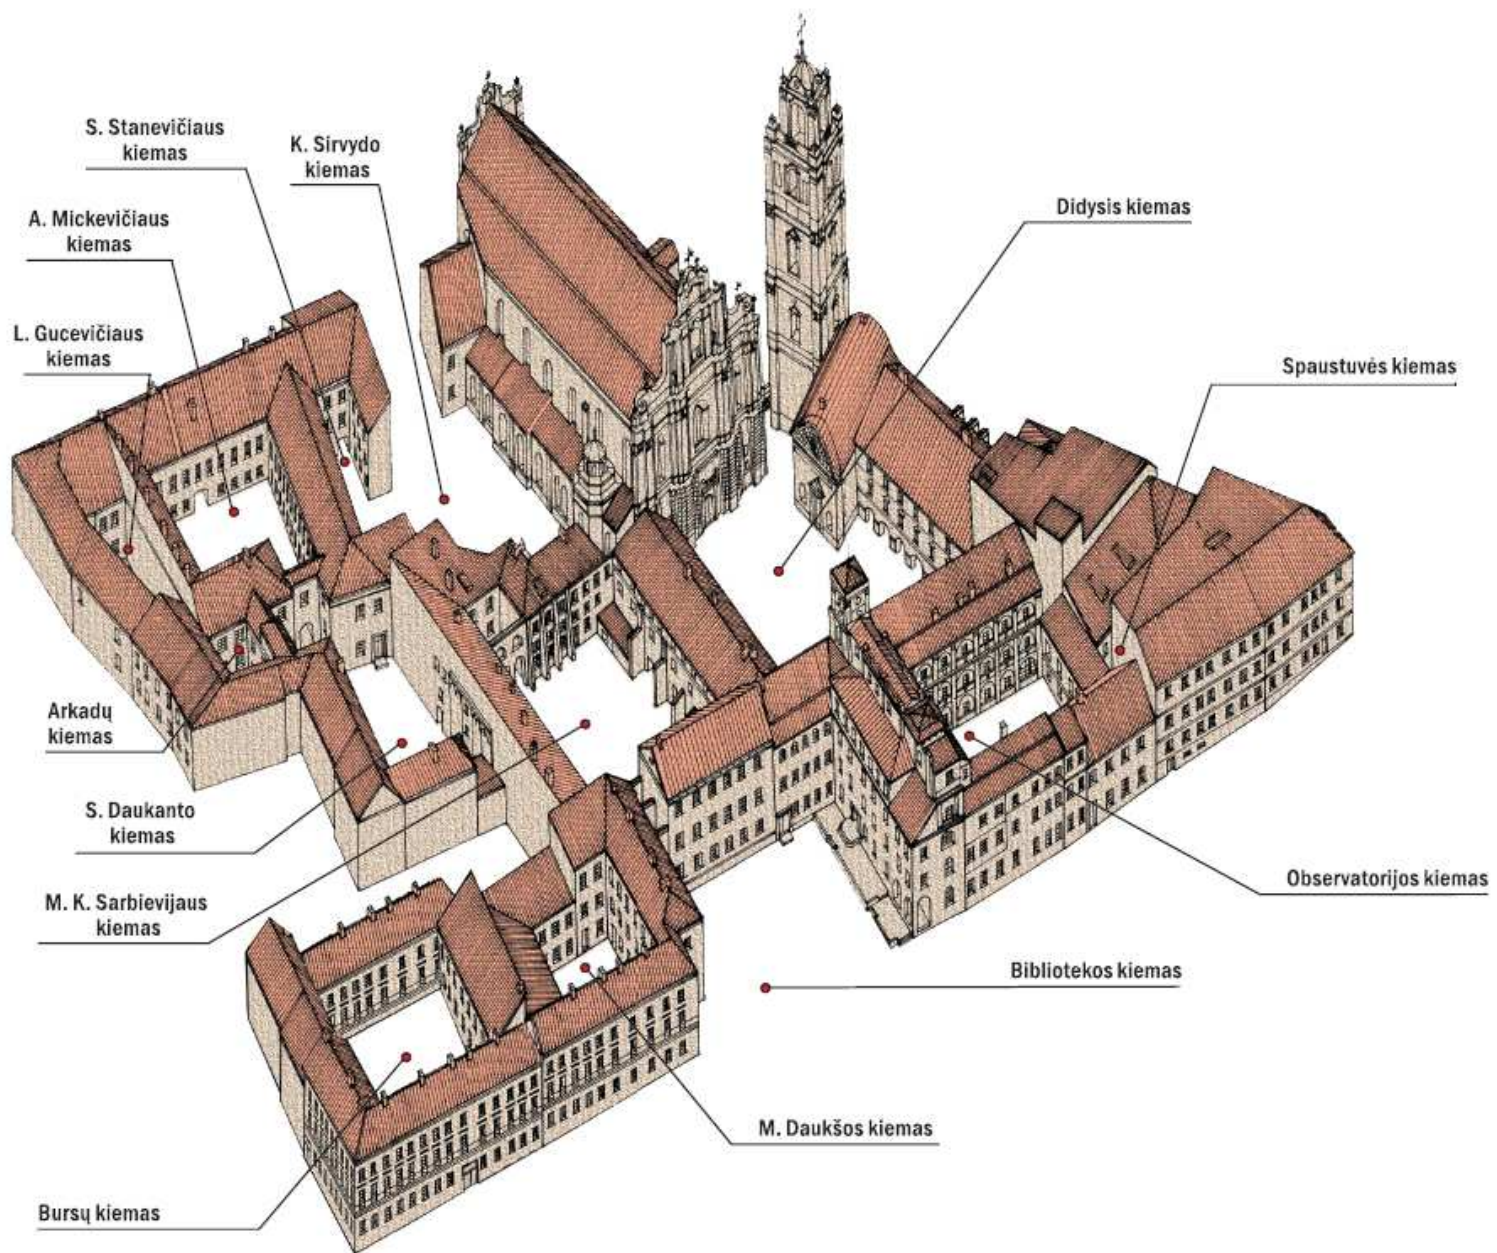 S. Stanevičiaus
kiemas
K. Sirvydo
kiemas
A. Mickevičiaus
kiemas
Didysis kiemas
L. Gucevičiaus
kiemas
Spaustuvės kiemas
Arkadų
kiemas
S. Daukanto
kiemas
M. K. Sarbievijaus
kiemas
Observatorijos kiemas
Bibliotekos kiemas
M. Daukšos kiemas
Bursų kiemas